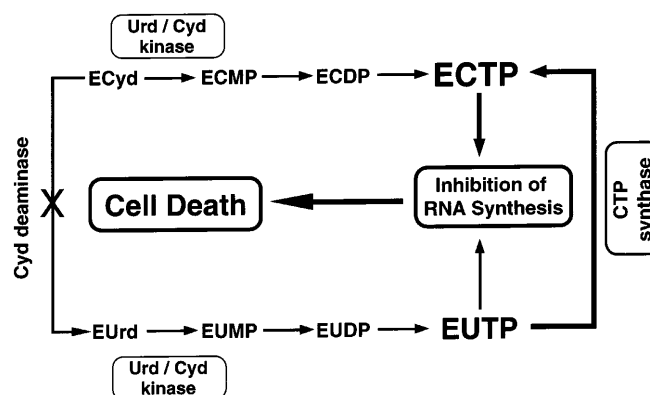 Urd / Cyd
kinase
ECyd
ECMP
ECDP
ECTP
Cyd deaminase
X
Cell Death
Inhibition of
RNA Synthesis
CTP
synthase
EUrd
EUMP
EUDP
EUTP
Urd / Cyd
kinase